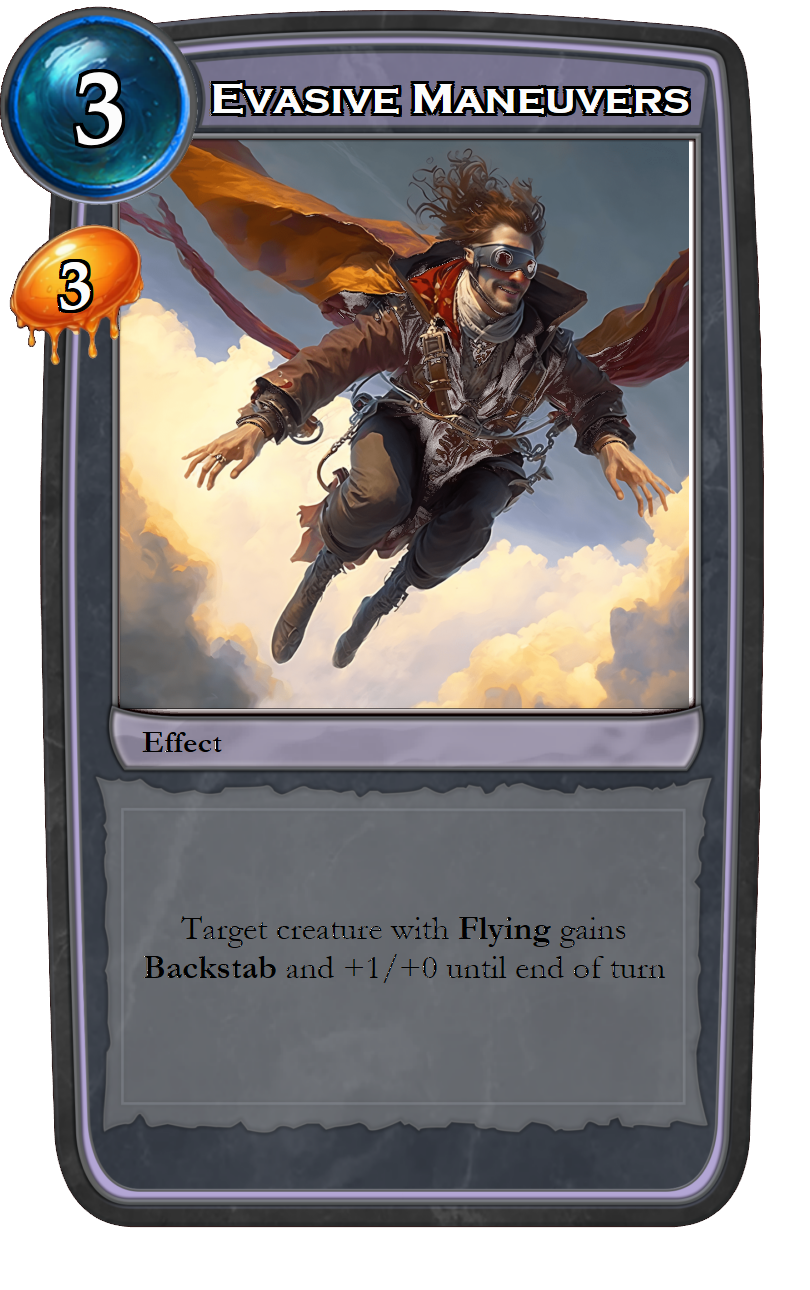 3
Evasive Maneuvers
3
Effect
Target creature with Flying gains
Backstab and +1/+0 until end of turn